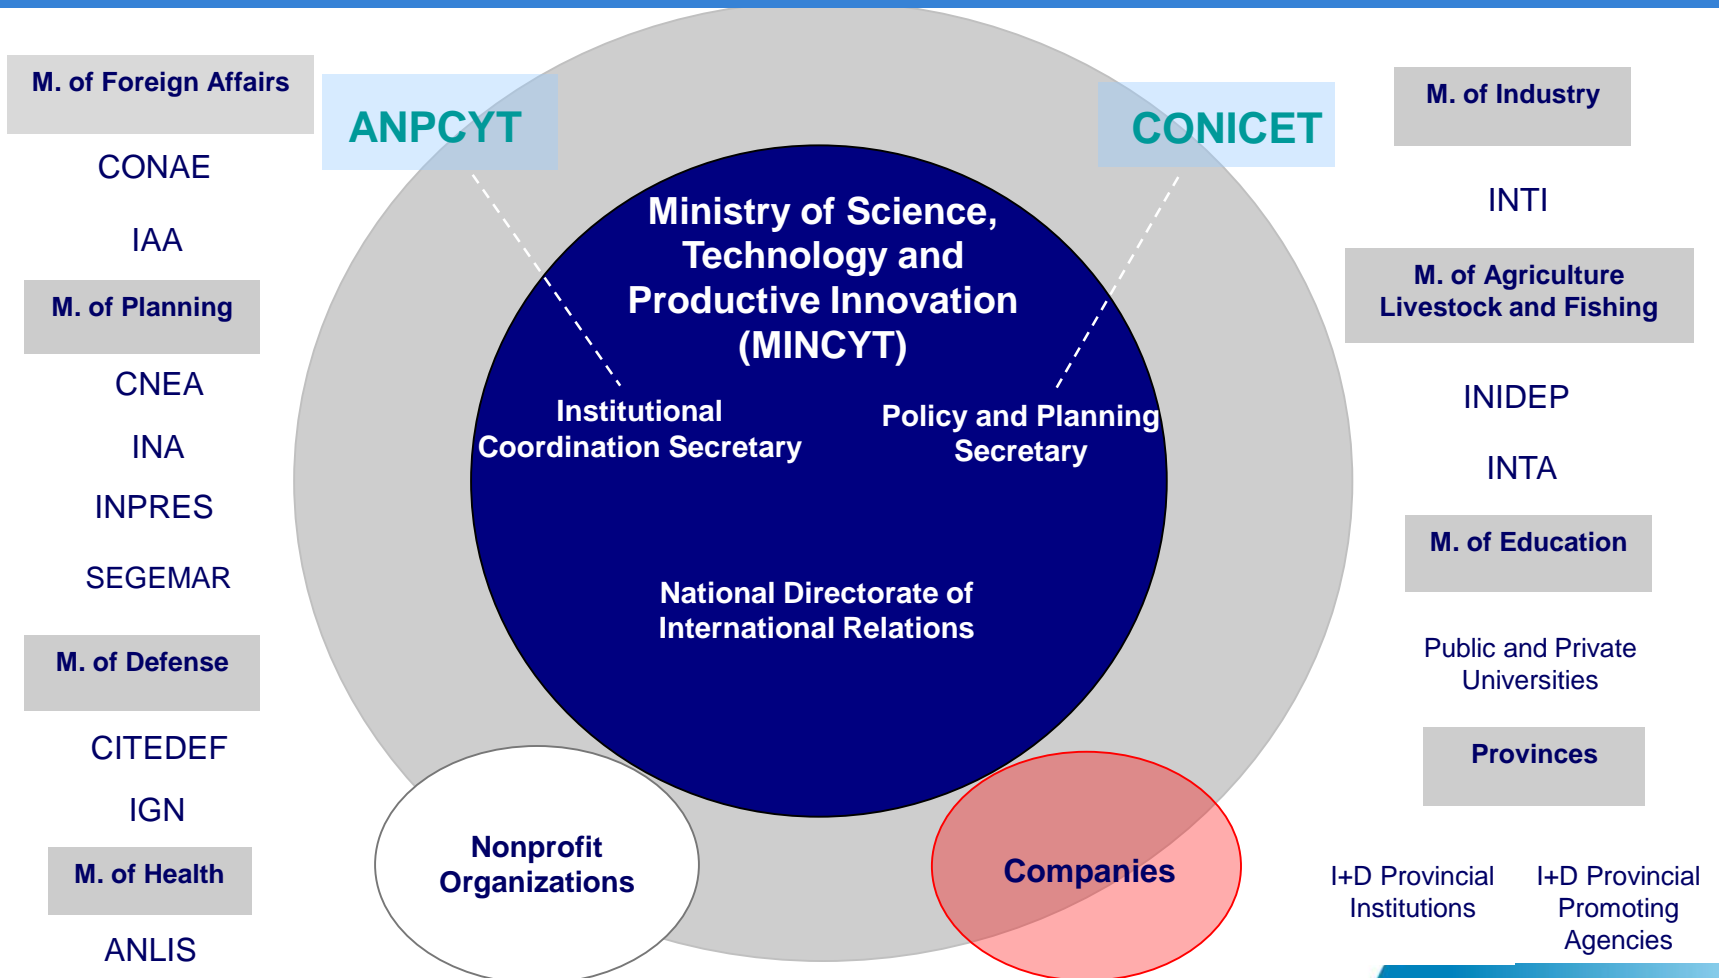 M. of Foreign Affairs
CONAE
IAA
M. of Planning
CNEA
INA
INPRES
SEGEMAR
M. of Defense
CITEDEF
IGN
M. of Health
ANLIS
ANPCYT
CONICET
Ministry of Science,
Technology and
Productive Innovation
(MINCYT)
Institutional
Coordination Secretary
Policy and Planning
Secretary
National Directorate of
International Relations
Nonprofit
Organizations
Companies
M. of Industry
INTI
M. of Agriculture
Livestock and Fishing
INIDEP
INTA
M. of Education
Public and Private
Universities
Provinces
I+D Provincial
Institutions
I+D Provincial
Promoting
Agencies